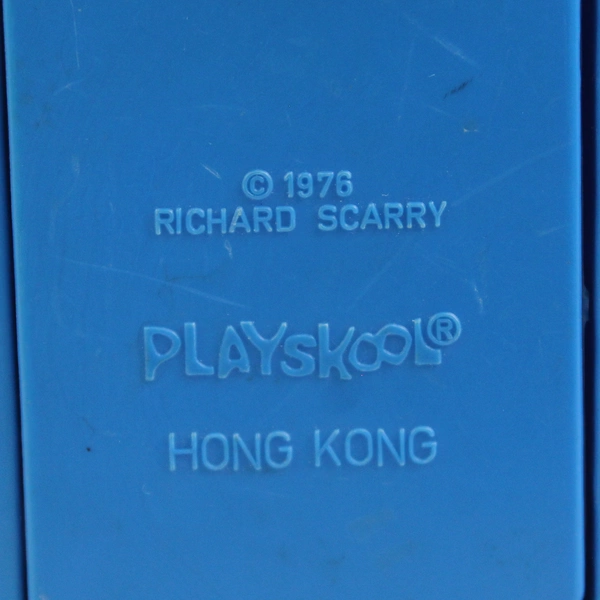 © 1976
RICHARD SCARRY
PLAYSKOOL®
HONG KONG